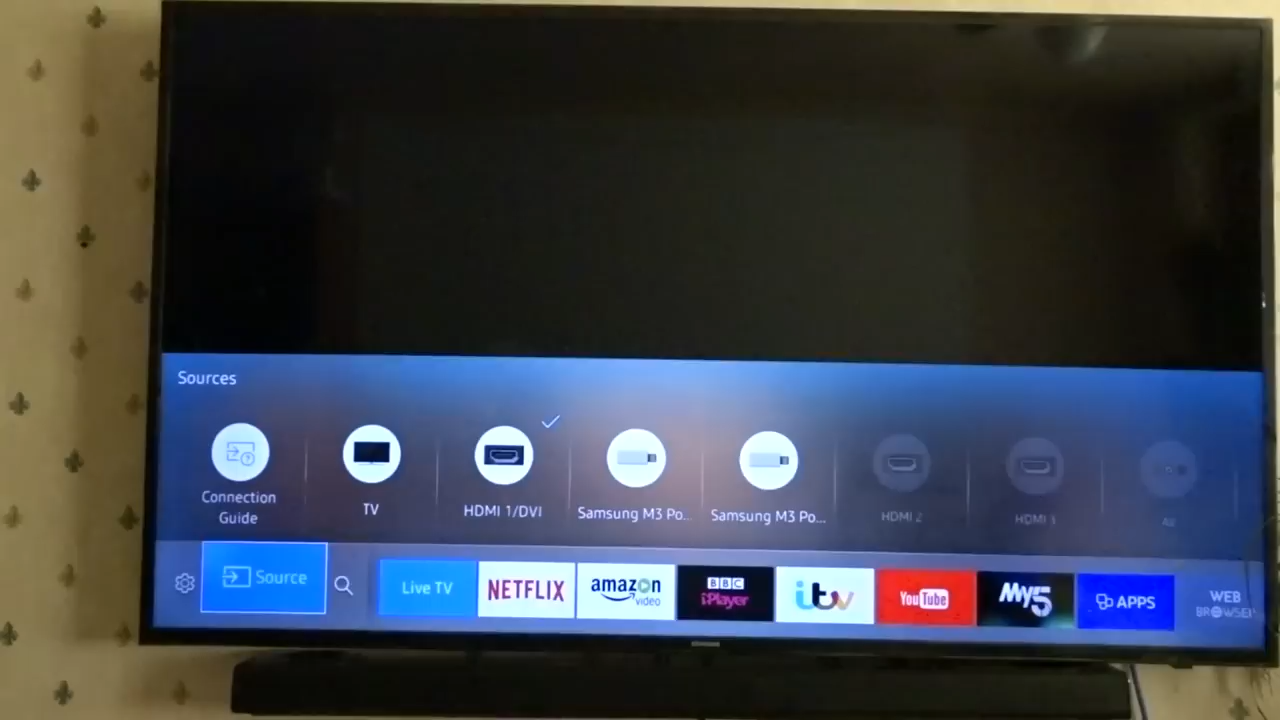 Sources
Connection
Guide
TV
HDMI 1/DVI
Samsung M3 Po...
Samsung M3 Po...
HDMI 2
HDMI 3
AV
Source
Live TV
NETFLIX
amazon
video
BBC
iPlayer
itv
YouTube
My5
APPS
WEB
BROWSER